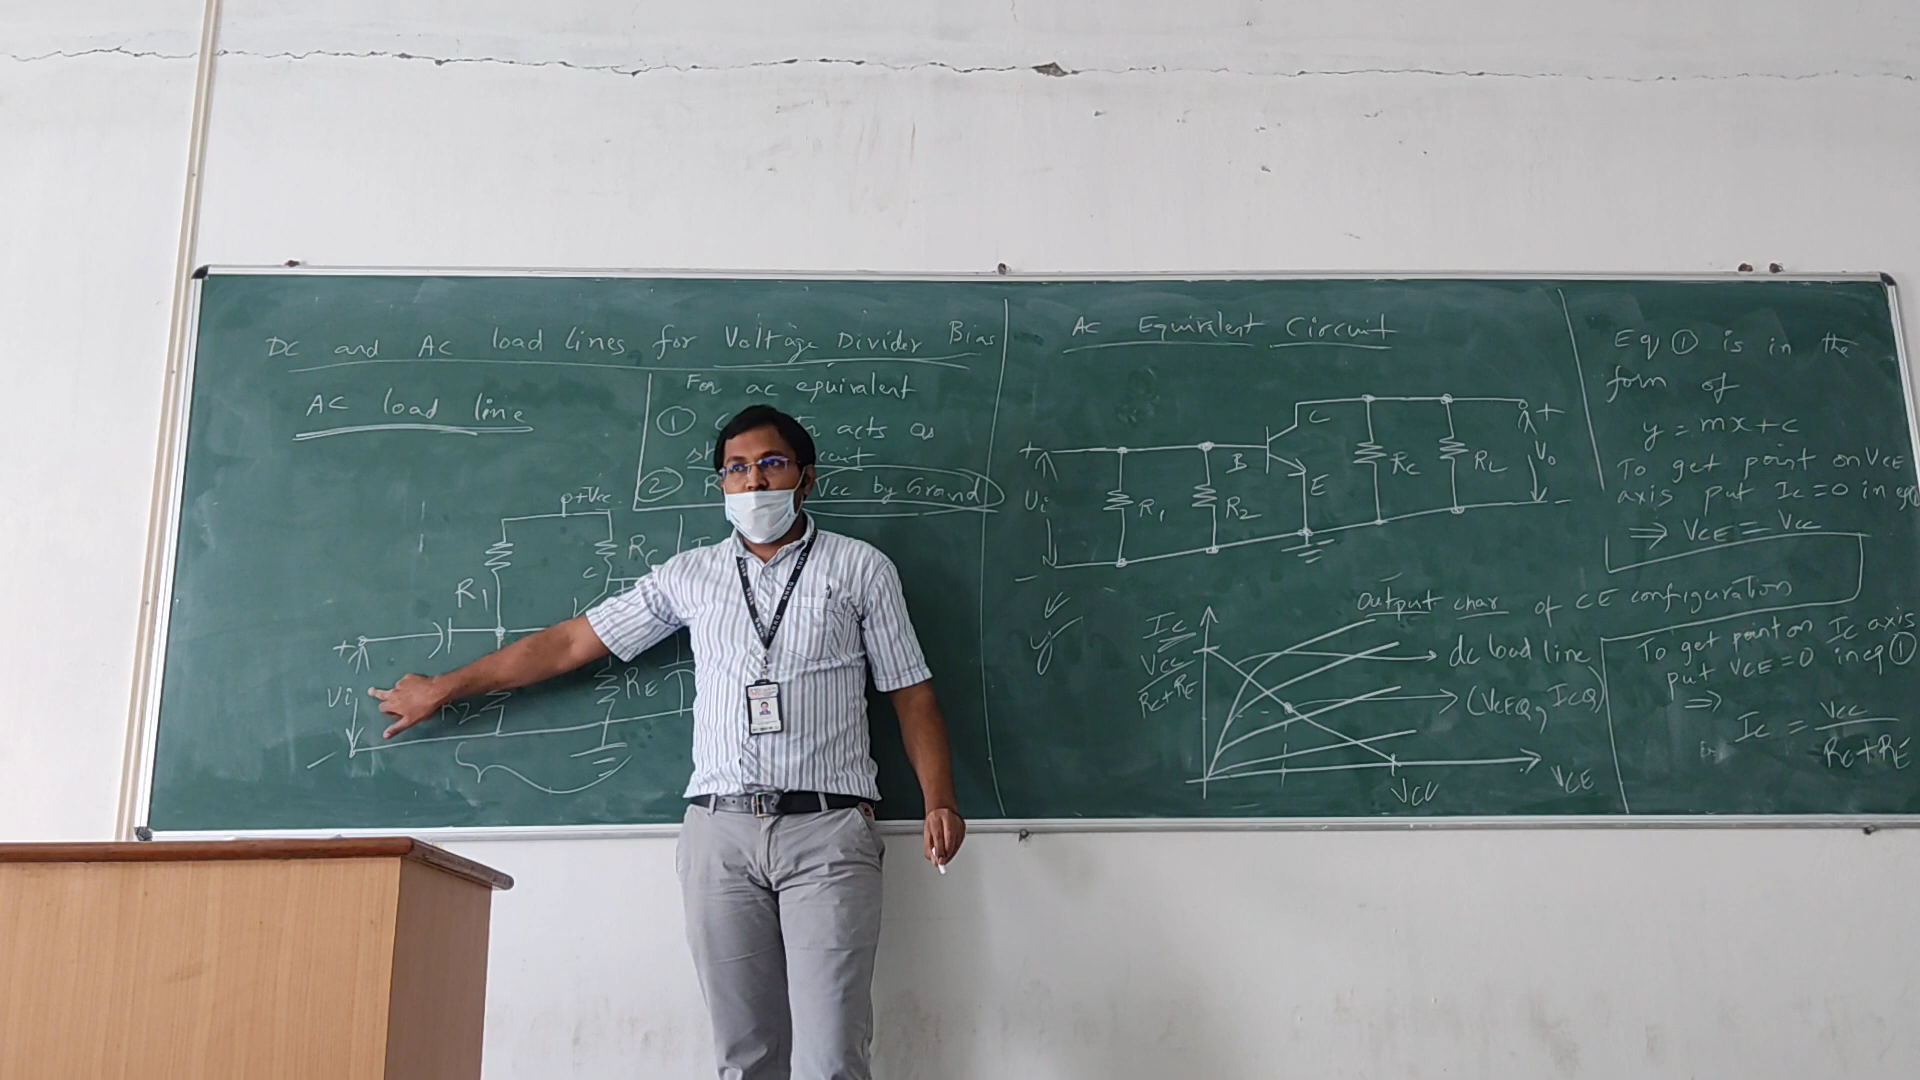 DC and AC load lines for Voltage Divider Bias
AC load line
For ac equivalent
① acts as
② Vcc by Grand
+Vcc
R1
RC
C
+
Vi
R2
RE
-
AC Equivalent Circuit
+
Vi
-
R1
R2
B
C
E
RC
RL
+
Vo
-
y
Output char of CE configuration
IC
VCC
RC+RE
dc load line
(VCEQ, ICQ)
VCC
VCE
Eq ① is in the
form of
y = mx + c
To get point on VCE
axis put IC = 0 in eq
⇒ VCE = VCC
To get point on IC axis
put VCE = 0 in eq ①
⇒
IC = VCC
RC+RE